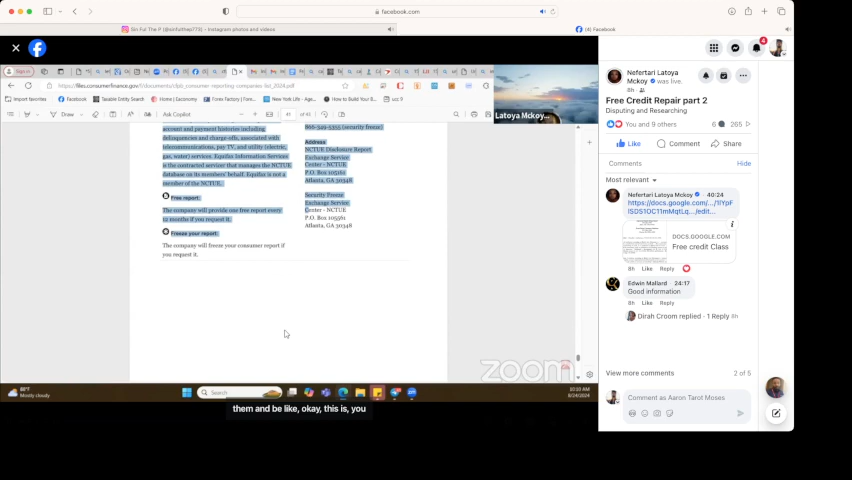 facebook.com
Sin Ful The P (@sinfulthep773) • Instagram photos and videos
Facebook
Sign in
https://files.consumerfinance.gov/f/documents/cfpb_consumer-reporting-companies-list_2024.pdf
Import favorites
Facebook
Taxable Entity Search
Home | Economy
Fonts Factory | Fon...
New York Life - Age...
How to Build Your B...
Draw
Ask Copilot
41
of 41
account and payment histories including
delinquencies and charge-offs, associated with
telecommunications, pay TV, and utility (electric,
gas, water) services. Equifax Information Services
is the contracted servicer that manages the NCTUE
database on its members' behalf. Equifax is not a
member of the NCTUE.
Free report:
The company will provide one free report every
12 months if you request it.
Freeze your report:
The company will freeze your consumer report if
you request it.
866-349-5355 (security freeze)
Address
NCTUE Disclosure Report
Exchange Service
Center - NCTUE
P.O. Box 105161
Atlanta, GA 30348
Security Freeze
Exchange Service
Center - NCTUE
P.O. Box 105561
Atlanta, GA 30348
Latoya Mckoy...
zoom
80°F
Mostly cloudy
Search
10:50 AM
8/24/2024
them and be like, okay, this is, you
4
Nefertari Latoya
Mckoy
was live.
8h
Free Credit Repair part 2
Disputing and Researching
You and 9 others
6
265
Like
Comment
Share
Comments
Hide
Most relevant
Nefertari Latoya Mckoy · 40:24
DOCS.GOOGLE.COM
Free credit Class
8h Like Reply
Edwin Mallard · 24:17
Good information
8h Like Reply
Dirah Croom replied · 1 Reply 8h
View more comments
2 of 5
Comment as Aaron Tarot Moses